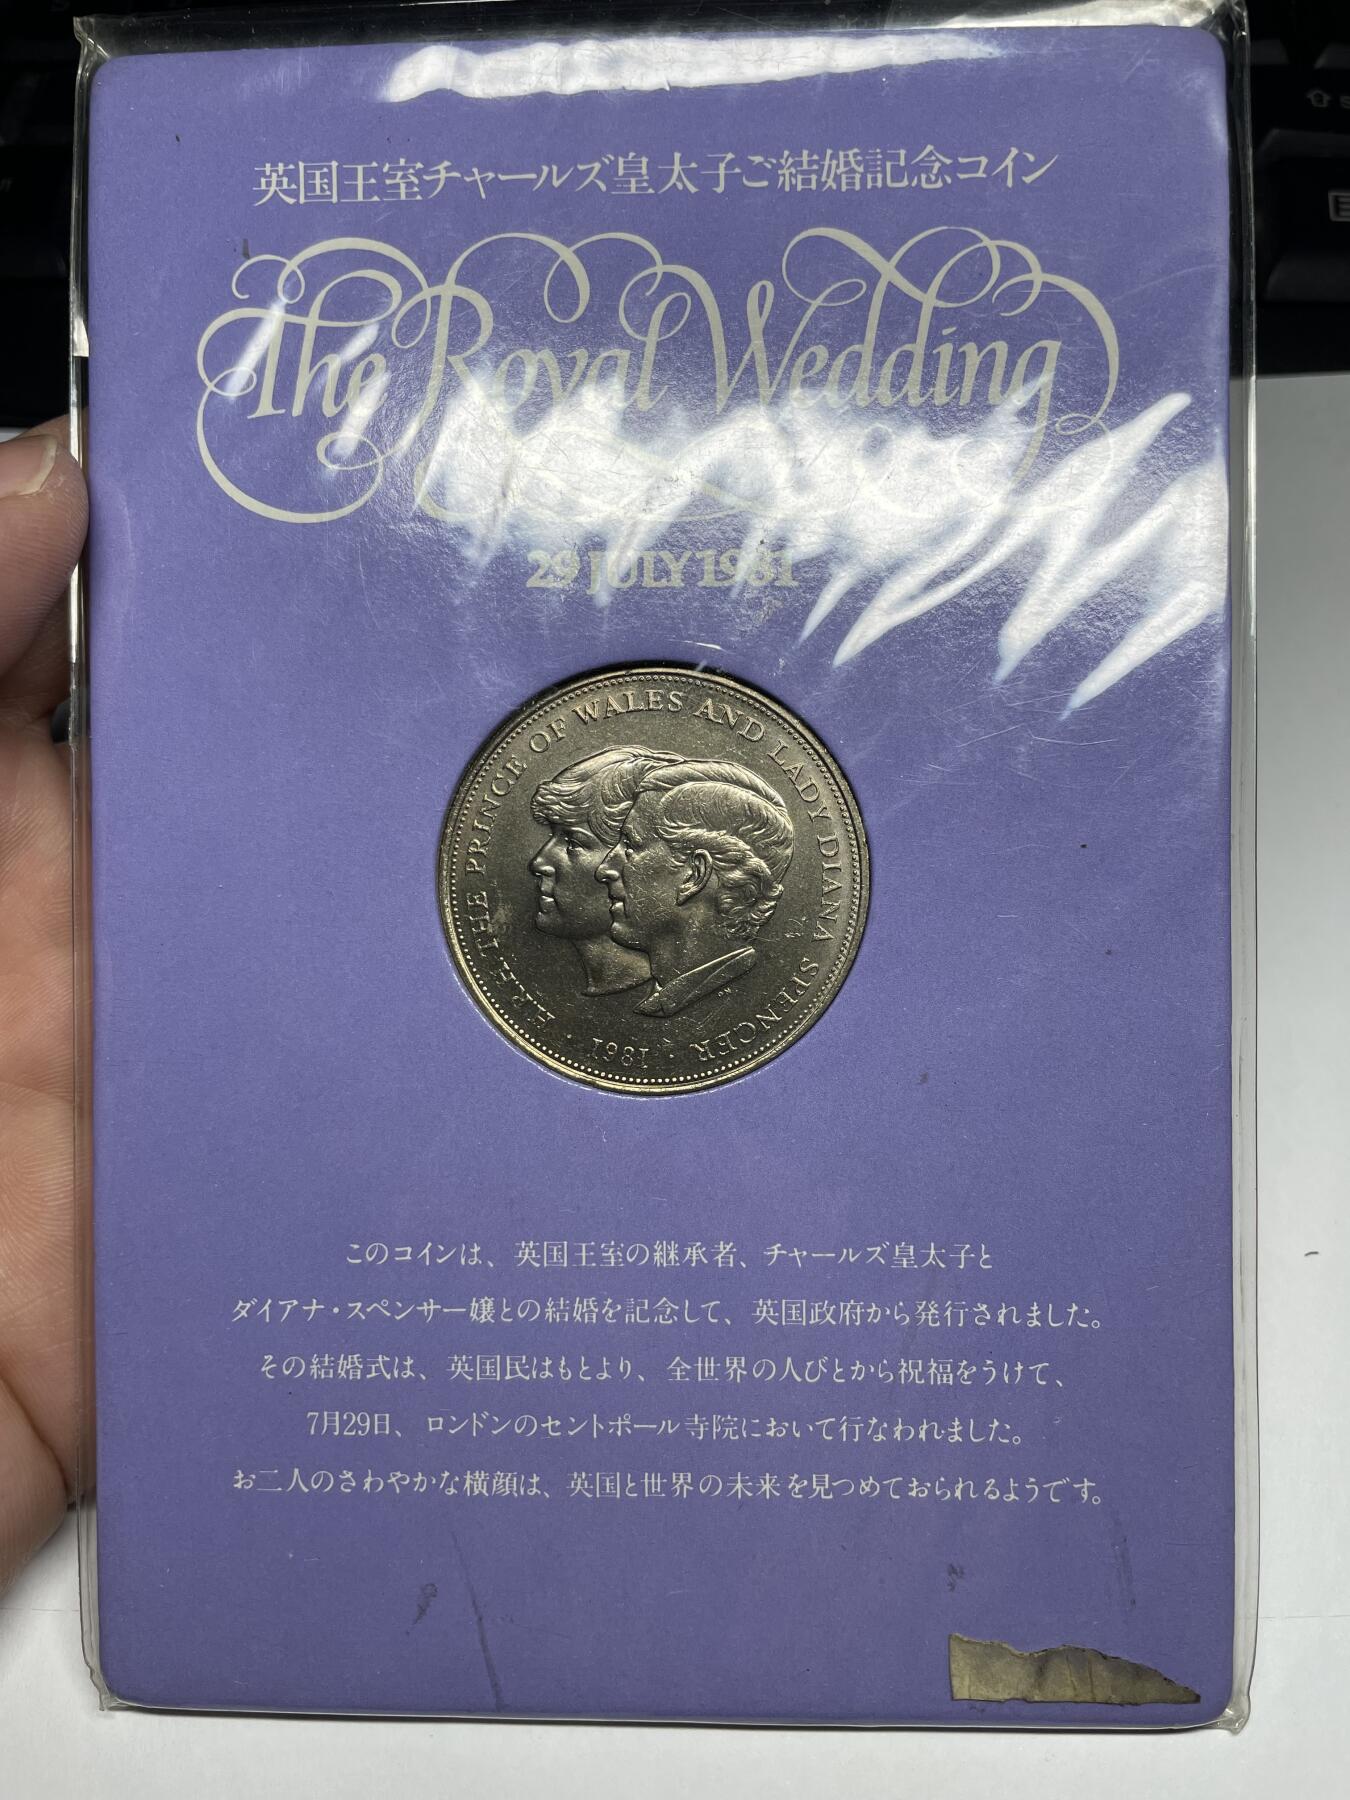 英国王室チャールズ皇太子ご結婚記念コイン
The Royal Wedding
29 JULY 1981
H.R.H. THE PRINCE OF WALES AND LADY DIANA SPENCER · 1981 ·
このコインは、英国王室の継承者、チャールズ皇太子と
ダイアナ・スペンサー嬢との結婚を記念して、英国政府から発行されました。
その結婚式は、英国民はもとより、全世界の人びとから祝福をうけて、
7月29日、ロンドンのセントポール寺院において行なわれました。
お二人のさわやかな横顔は、英国と世界の未来を見つめておられるようです。